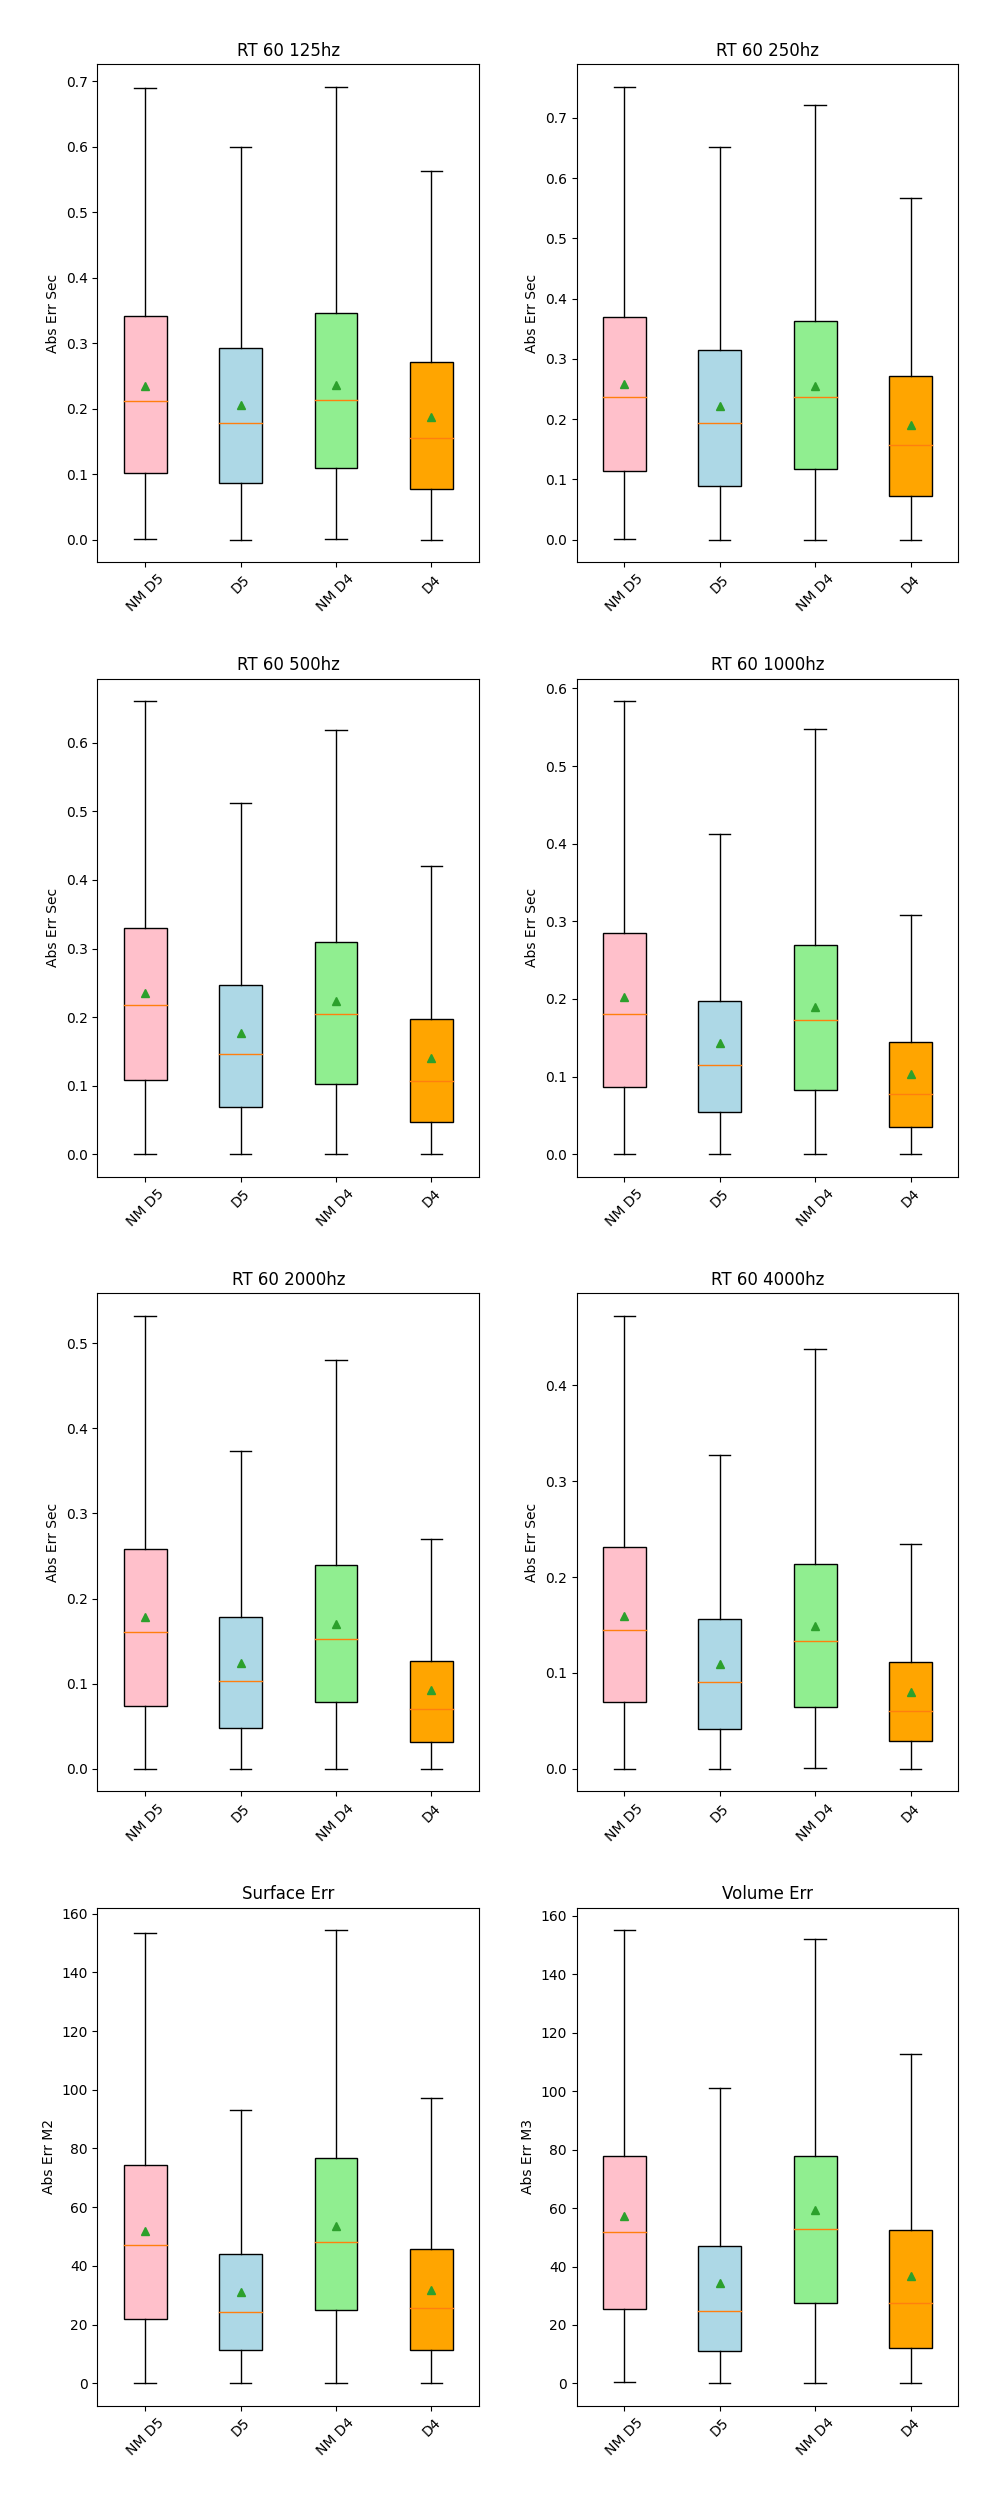 RT 60 125hz
Abs Err Sec
0.7
0.6
0.5
0.4
0.3
0.2
0.1
0.0
NM D5
D5
NM D4
D4
RT 60 250hz
Abs Err Sec
0.7
0.6
0.5
0.4
0.3
0.2
0.1
0.0
NM D5
D5
NM D4
D4
RT 60 500hz
Abs Err Sec
0.6
0.5
0.4
0.3
0.2
0.1
0.0
NM D5
D5
NM D4
D4
RT 60 1000hz
Abs Err Sec
0.6
0.5
0.4
0.3
0.2
0.1
0.0
NM D5
D5
NM D4
D4
RT 60 2000hz
Abs Err Sec
0.5
0.4
0.3
0.2
0.1
0.0
NM D5
D5
NM D4
D4
RT 60 4000hz
Abs Err Sec
0.4
0.3
0.2
0.1
0.0
NM D5
D5
NM D4
D4
Surface Err
Abs Err M2
160
140
120
100
80
60
40
20
0
NM D5
D5
NM D4
D4
Volume Err
Abs Err M3
160
140
120
100
80
60
40
20
0
NM D5
D5
NM D4
D4